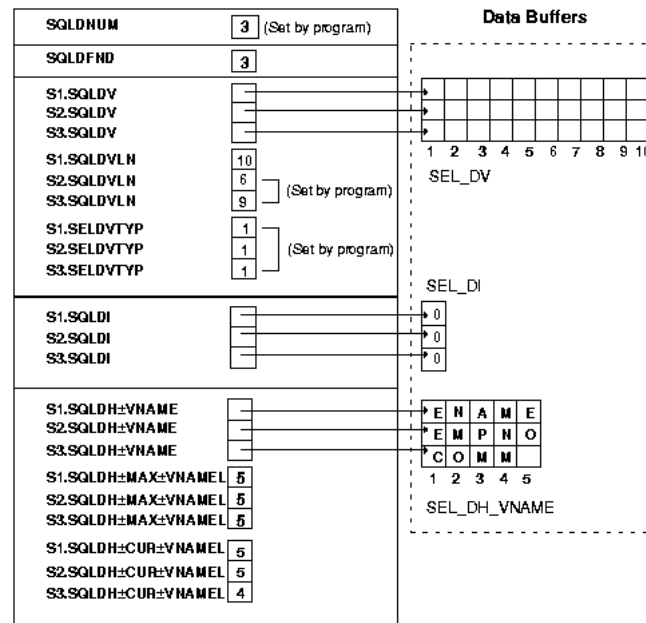 Data Buffers
SQLDNUM 3 (Set by program)
SQLDFND 3
S1.SQLDV
S2.SQLDV
S3.SQLDV
1 2 3 4 5 6 7 8 9 10
SEL_DV
S1.SQLDVLN 10
S2.SQLDVLN 6
S3.SQLDVLN 9
(Set by program)
S1.SELDVTYP 1
S2.SELDVTYP 1
S3.SELDVTYP 1
(Set by program)
SEL_DI
S1.SQLDI 0
S2.SQLDI 0
S3.SQLDI 0
S1.SQLDH±VNAME E N A M E
S2.SQLDH±VNAME E M P N O
S3.SQLDH±VNAME C O M M
1 2 3 4 5
SEL_DH_VNAME
S1.SQLDH±MAX±VNAMEL 5
S2.SQLDH±MAX±VNAMEL 5
S3.SQLDH±MAX±VNAMEL 5
S1.SQLDH±CUR±VNAMEL 5
S2.SQLDH±CUR±VNAMEL 5
S3.SQLDH±CUR±VNAMEL 4